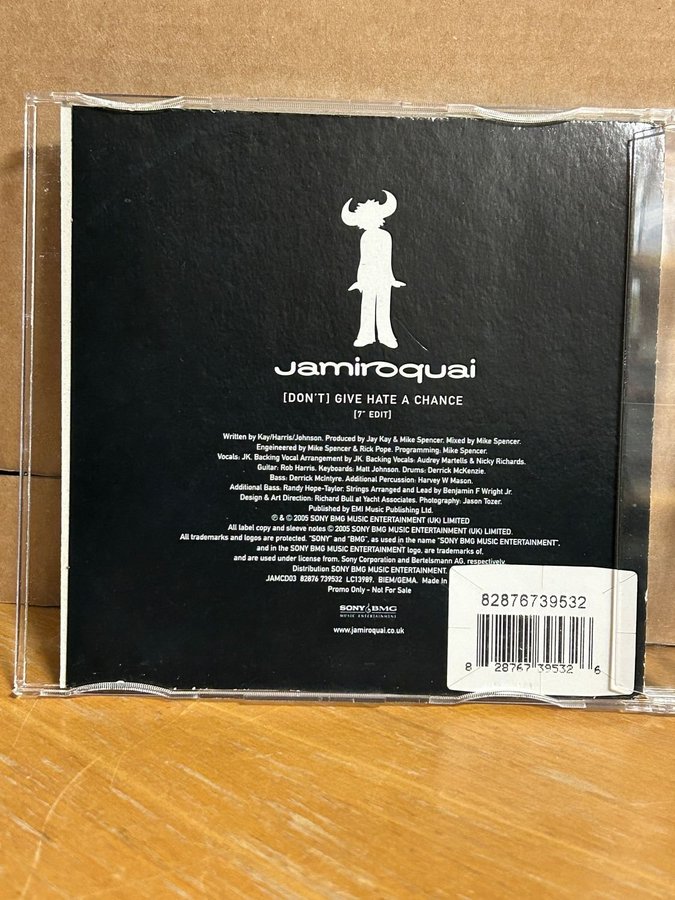 Jamiroquai
[DON'T] GIVE HATE A CHANCE
[7" EDIT]
Written by Kay/Harris/Johnson. Produced by Jay Kay & Mike Spencer. Mixed by Mike Spencer.
Engeineered by Mike Spencer & Rick Pope. Programming: Mike Spencer.
Vocals: JK. Backing Vocal Arrangement by JK. Backing Vocals: Audrey Martells & Nicky Richards.
Guitar: Rob Harris. Keyboards: Matt Johnson. Drums: Derrick McKenzie.
Bass: Derrick McIntyre. Additional Percussion: Harvey W Mason.
Additional Bass: Randy Hope-Taylor; Strings Arranged and Lead by Benjamin F Wright Jr.
Design & Art Direction: Richard Bull at Yacht Associates. Photography: Jason Tozer.
Published by EMI Music Publishing Ltd.
℗ & © 2005 SONY BMG MUSIC ENTERTAINMENT (UK) LIMITED
All label copy and sleeve notes © 2005 SONY BMG MUSIC ENTERTAINMENT (UK) LIMITED.
All trademarks and logos are protected. "SONY" and "BMG", as used in the name "SONY BMG MUSIC ENTERTAINMENT",
and in the SONY BMG MUSIC ENTERTAINMENT logo, are trademarks of,
and are used under license from, Sony Corporation and Bertelsmann AG, respectively.
Distribution SONY BMG MUSIC ENTERTAINMENT.
JAMCD03 82876 739532 LC13989. BIEM/GEMA. Made in
Promo Only - Not For Sale
SONY BMG
MUSIC ENTERTAINMENT
www.jamiroquai.co.uk
82876739532
8 28767 39532 6